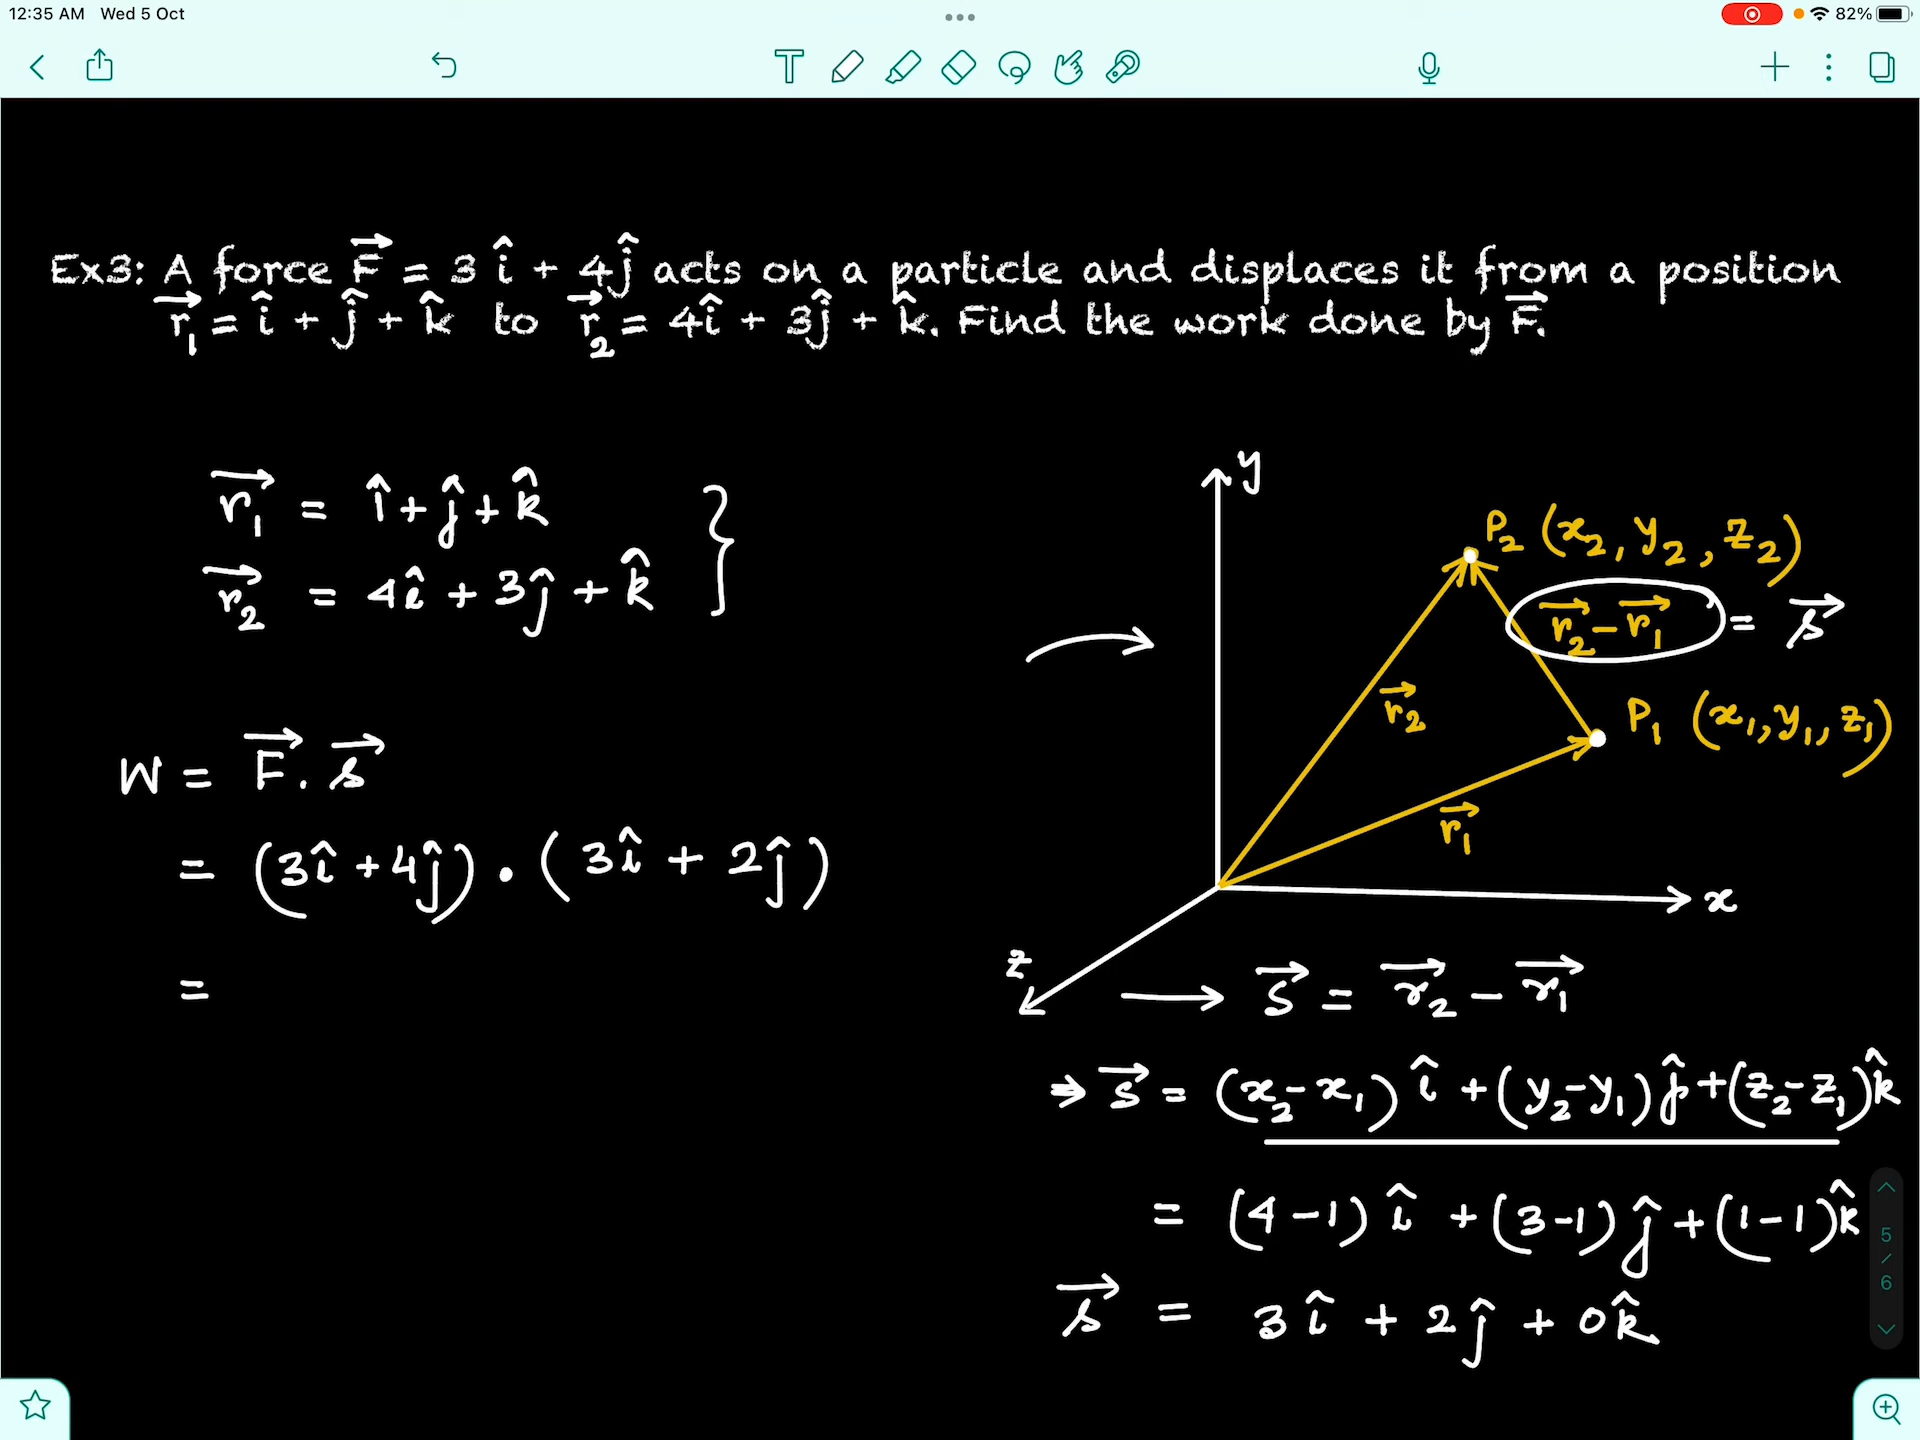 12:35 AM Wed 5 Oct
82%
Ex3: A force F⃗ = 3 î + 4ĵ acts on a particle and displaces it from a position
r⃗₁ = î + ĵ + k̂ to r⃗₂ = 4î + 3ĵ + k̂. Find the work done by F⃗.
r⃗₁ = î + ĵ + k̂
r⃗₂ = 4î + 3ĵ + k̂ }
W = F⃗ . s⃗
= (3î + 4ĵ) • (3î + 2ĵ)
=
y
P₂ (x₂, y₂, z₂)
r⃗₂ − r⃗₁ = s⃗
r⃗₂
P₁ (x₁, y₁, z₁)
r⃗₁
x
z
→ s⃗ = r⃗₂ − r⃗₁
⇒ s⃗ = (x₂ − x₁) î + (y₂ − y₁) ĵ + (z₂ − z₁) k̂
= (4 − 1) î + (3 − 1) ĵ + (1 − 1) k̂
s⃗ = 3 î + 2 ĵ + 0 k̂
5
/
6